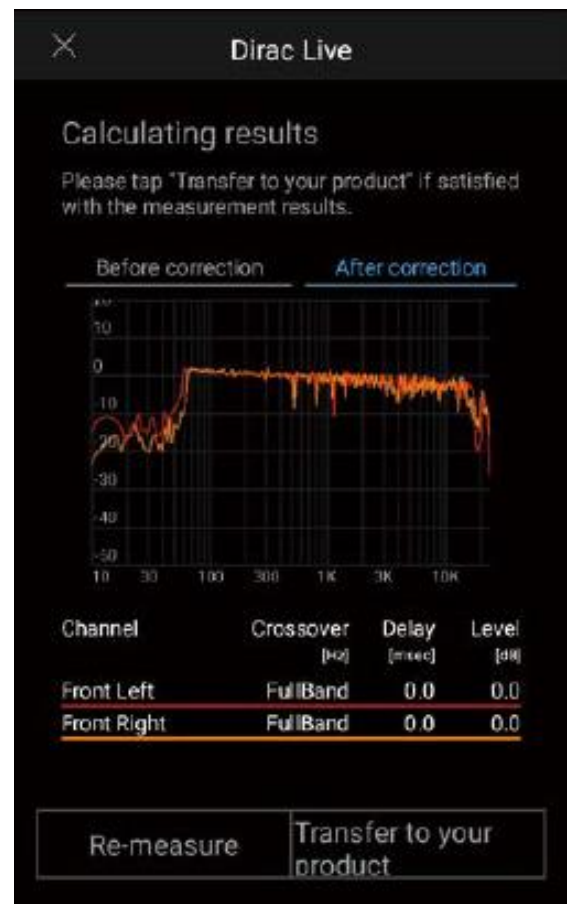 Dirac Live
Calculating results
Please tap "Transfer to your product" if satisfied
with the measurement results.
Before correction After correction
10
0
-10
-20
-30
-40
-50
10 30 100 300 1K 3K 10K
Channel Crossover Delay Level
[Hz] [msec] [dB]
Front Left FullBand 0.0 0.0
Front Right FullBand 0.0 0.0
Re-measure Transfer to your
product